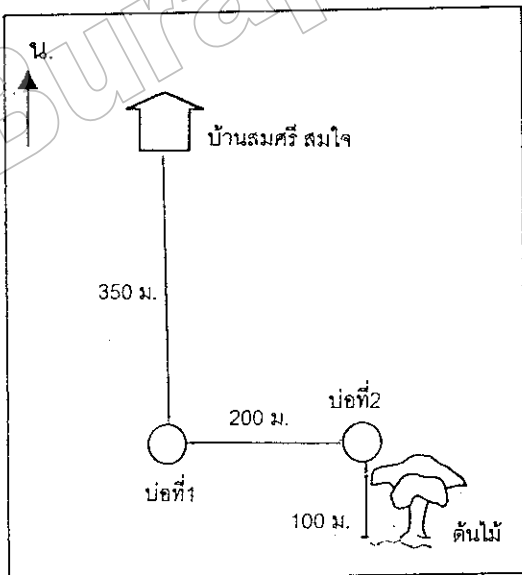 น.
บ้านสมศรี สมใจ
350 ม.
บ่อที่2
200 ม.
บ่อที่1
100 ม.
ต้นไม้